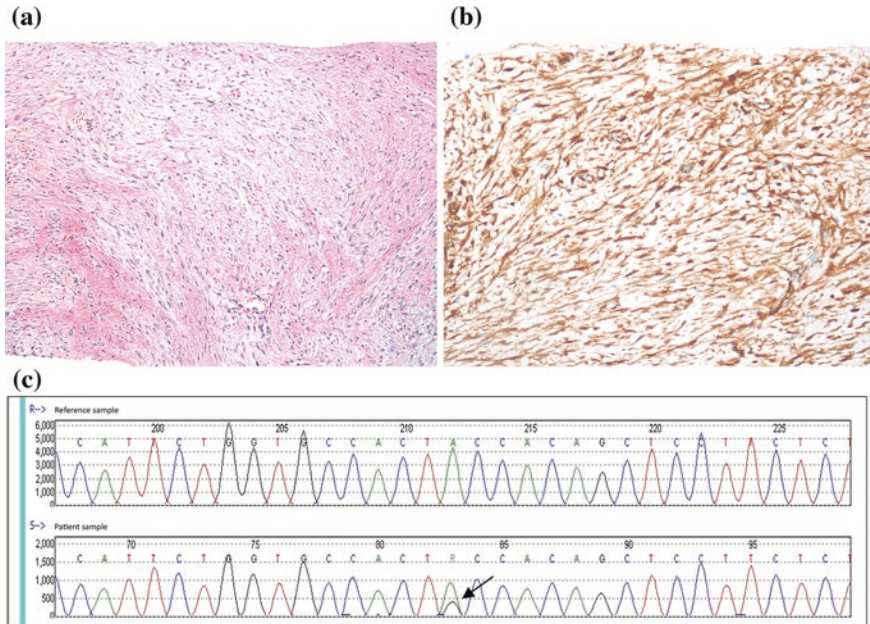 (a)
(b)
(c)
R--> Reference sample
200 205 210 215 220 225
6,000
5,000
4,000
3,000
2,000
1,000
0
C A T T C T G G T G C C A C T A C C A C A G C T C C T T C T C T
S--> Patient sample
70 75 80 85 90 95
2,000
1,500
1,000
500
0
C A T T C T G G T G C C A C T R C C A C A G C T C C T T C T C T